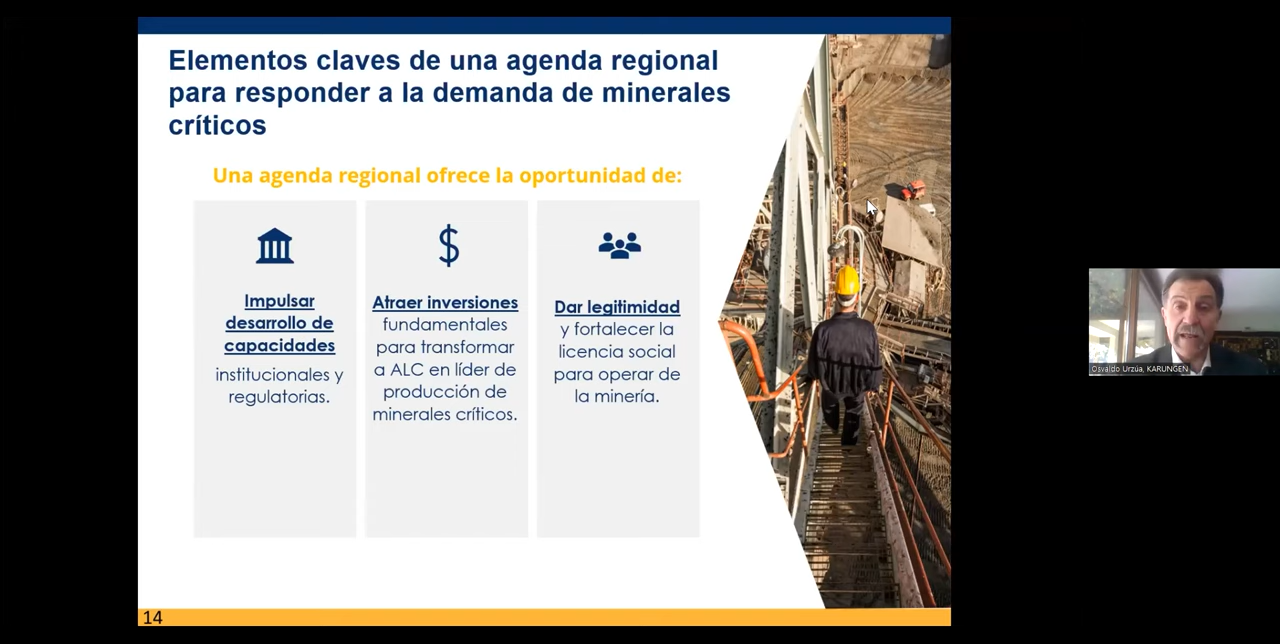 Elementos claves de una agenda regional
para responder a la demanda de minerales
críticos
Una agenda regional ofrece la oportunidad de:
$
Impulsar
desarrollo de
capacidades
institucionales y
regulatorias.
Atraer inversiones
fundamentales
para transformar
a ALC en líder de
producción de
minerales críticos.
Dar legitimidad
y fortalecer la
licencia social
para operar de
la minería.
Osvaldo Urzúa, KARUNGEN
14